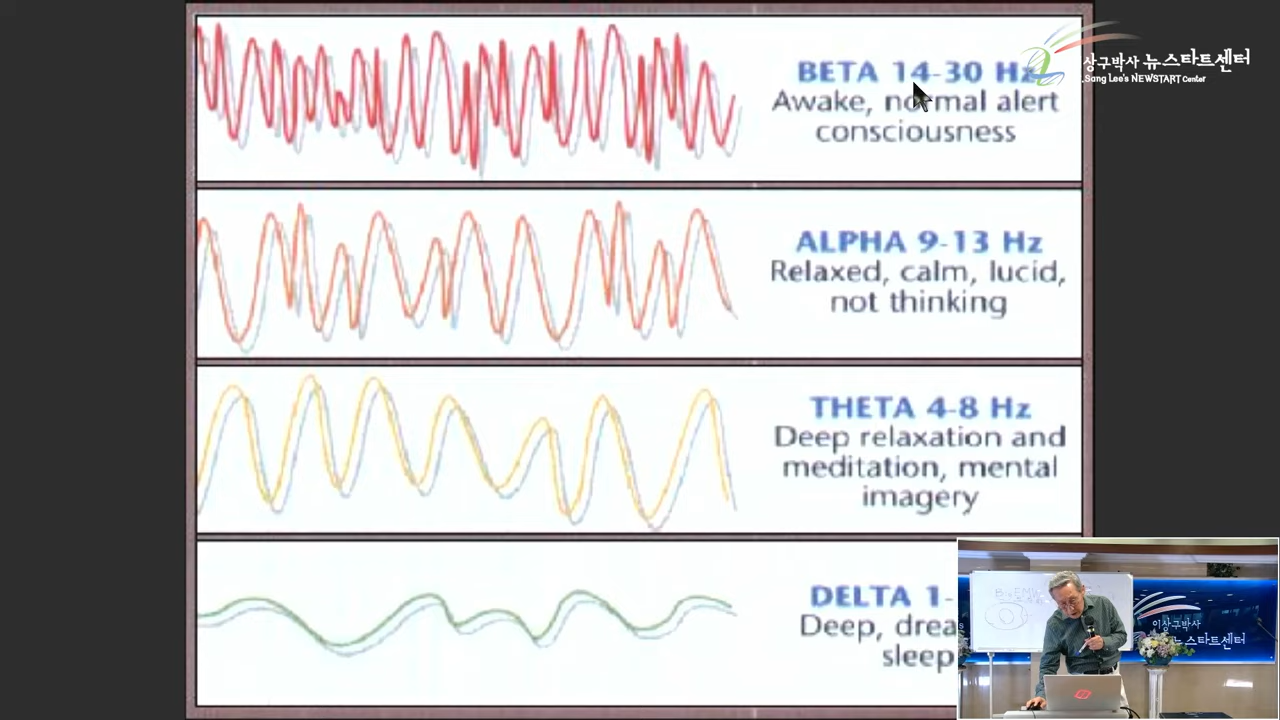 BETA 14-30 Hz
Awake, normal alert
consciousness
상구박사 뉴스타트센터
Sang Lee's NEWSTART Center
ALPHA 9-13 Hz
Relaxed, calm, lucid,
not thinking
THETA 4-8 Hz
Deep relaxation and
meditation, mental
imagery
DELTA 1-
Deep, drea
sleep
이상구박사
뉴스타트센터